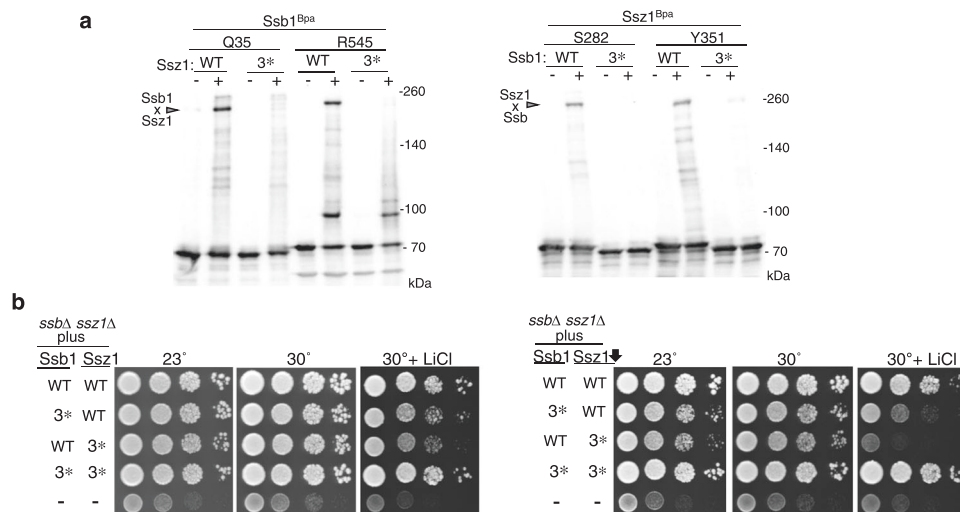 a
Ssb1Bpa
Q35 R545
Ssz1: WT 3* WT 3*
- + - + - + - +
Ssb1
x
Ssz1
-260
-140
-100
- 70
kDa
Ssz1Bpa
S282 Y351
Ssb1: WT 3* WT 3*
- + - + - + - +
Ssz1
x
Ssb
-260
-140
-100
- 70
kDa
b
ssbΔ ssz1Δ
plus
Ssb1 Ssz1 23° 30° 30°+ LiCl
WT WT
3* WT
WT 3*
3* 3*
- -
ssbΔ ssz1Δ
plus
Ssb1 Ssz1 23° 30° 30°+ LiCl
WT WT
3* WT
WT 3*
3* 3*
- -